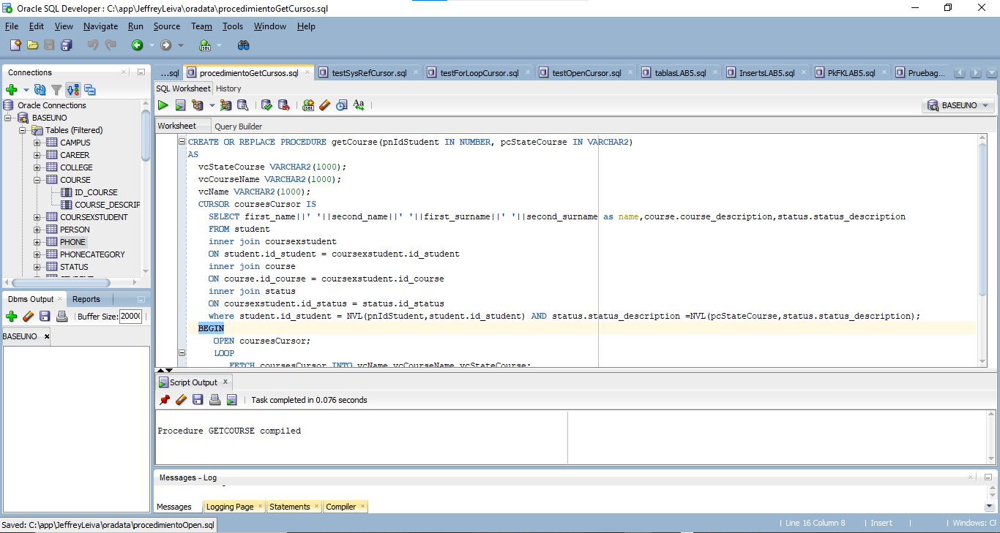 Oracle SQL Developer : C:\app\JeffreyLeiva\oradata\procedimientoGetCursos.sql
File Edit View Navigate Run Source Team Tools Window Help
Connections
...sql procedimientoGetCursos.sql testSysRefCursor.sql testForLoopCursor.sql testOpenCursor.sql tablasLAB5.sql InsertsLAB5.sql PkFKLAB5.sql Pruebag...
SQL Worksheet History
BASEUNO
Worksheet Query Builder
Oracle Connections
BASEUNO
Tables (Filtered)
CAMPUS
CAREER
COLLEGE
COURSE
ID_COURSE
COURSE_DESCRIP
COURSEXSTUDENT
PERSON
PHONE
PHONECATEGORY
STATUS
CREATE OR REPLACE PROCEDURE getCourse(pnIdStudent IN NUMBER, pcStateCourse IN VARCHAR2)
AS
vcStateCourse VARCHAR2(1000);
vcCourseName VARCHAR2(1000);
vcName VARCHAR2(1000);
CURSOR coursesCursor IS
SELECT first_name||' '||second_name||' '||first_surname||' '||second_surname as name,course.course_description,status.status_description
FROM student
inner join coursexstudent
ON student.id_student = coursexstudent.id_student
inner join course
ON course.id_course = coursexstudent.id_course
inner join status
ON coursexstudent.id_status = status.id_status
where student.id_student = NVL(pnIdStudent,student.id_student) AND status.status_description =NVL(pcStateCourse,status.status_description);
BEGIN
OPEN coursesCursor;
LOOP
FETCH coursesCursor INTO vcName,vcCourseName,vcStateCourse;
Dbms Output Reports
Buffer Size: 2000
BASEUNO
Script Output
Task completed in 0.076 seconds
Procedure GETCOURSE compiled
Messages - Log
Messages Logging Page Statements Compiler
Saved: C:\app\JeffreyLeiva\oradata\procedimientoOpen.sql
Line 16 Column 8 Insert Windows: CF